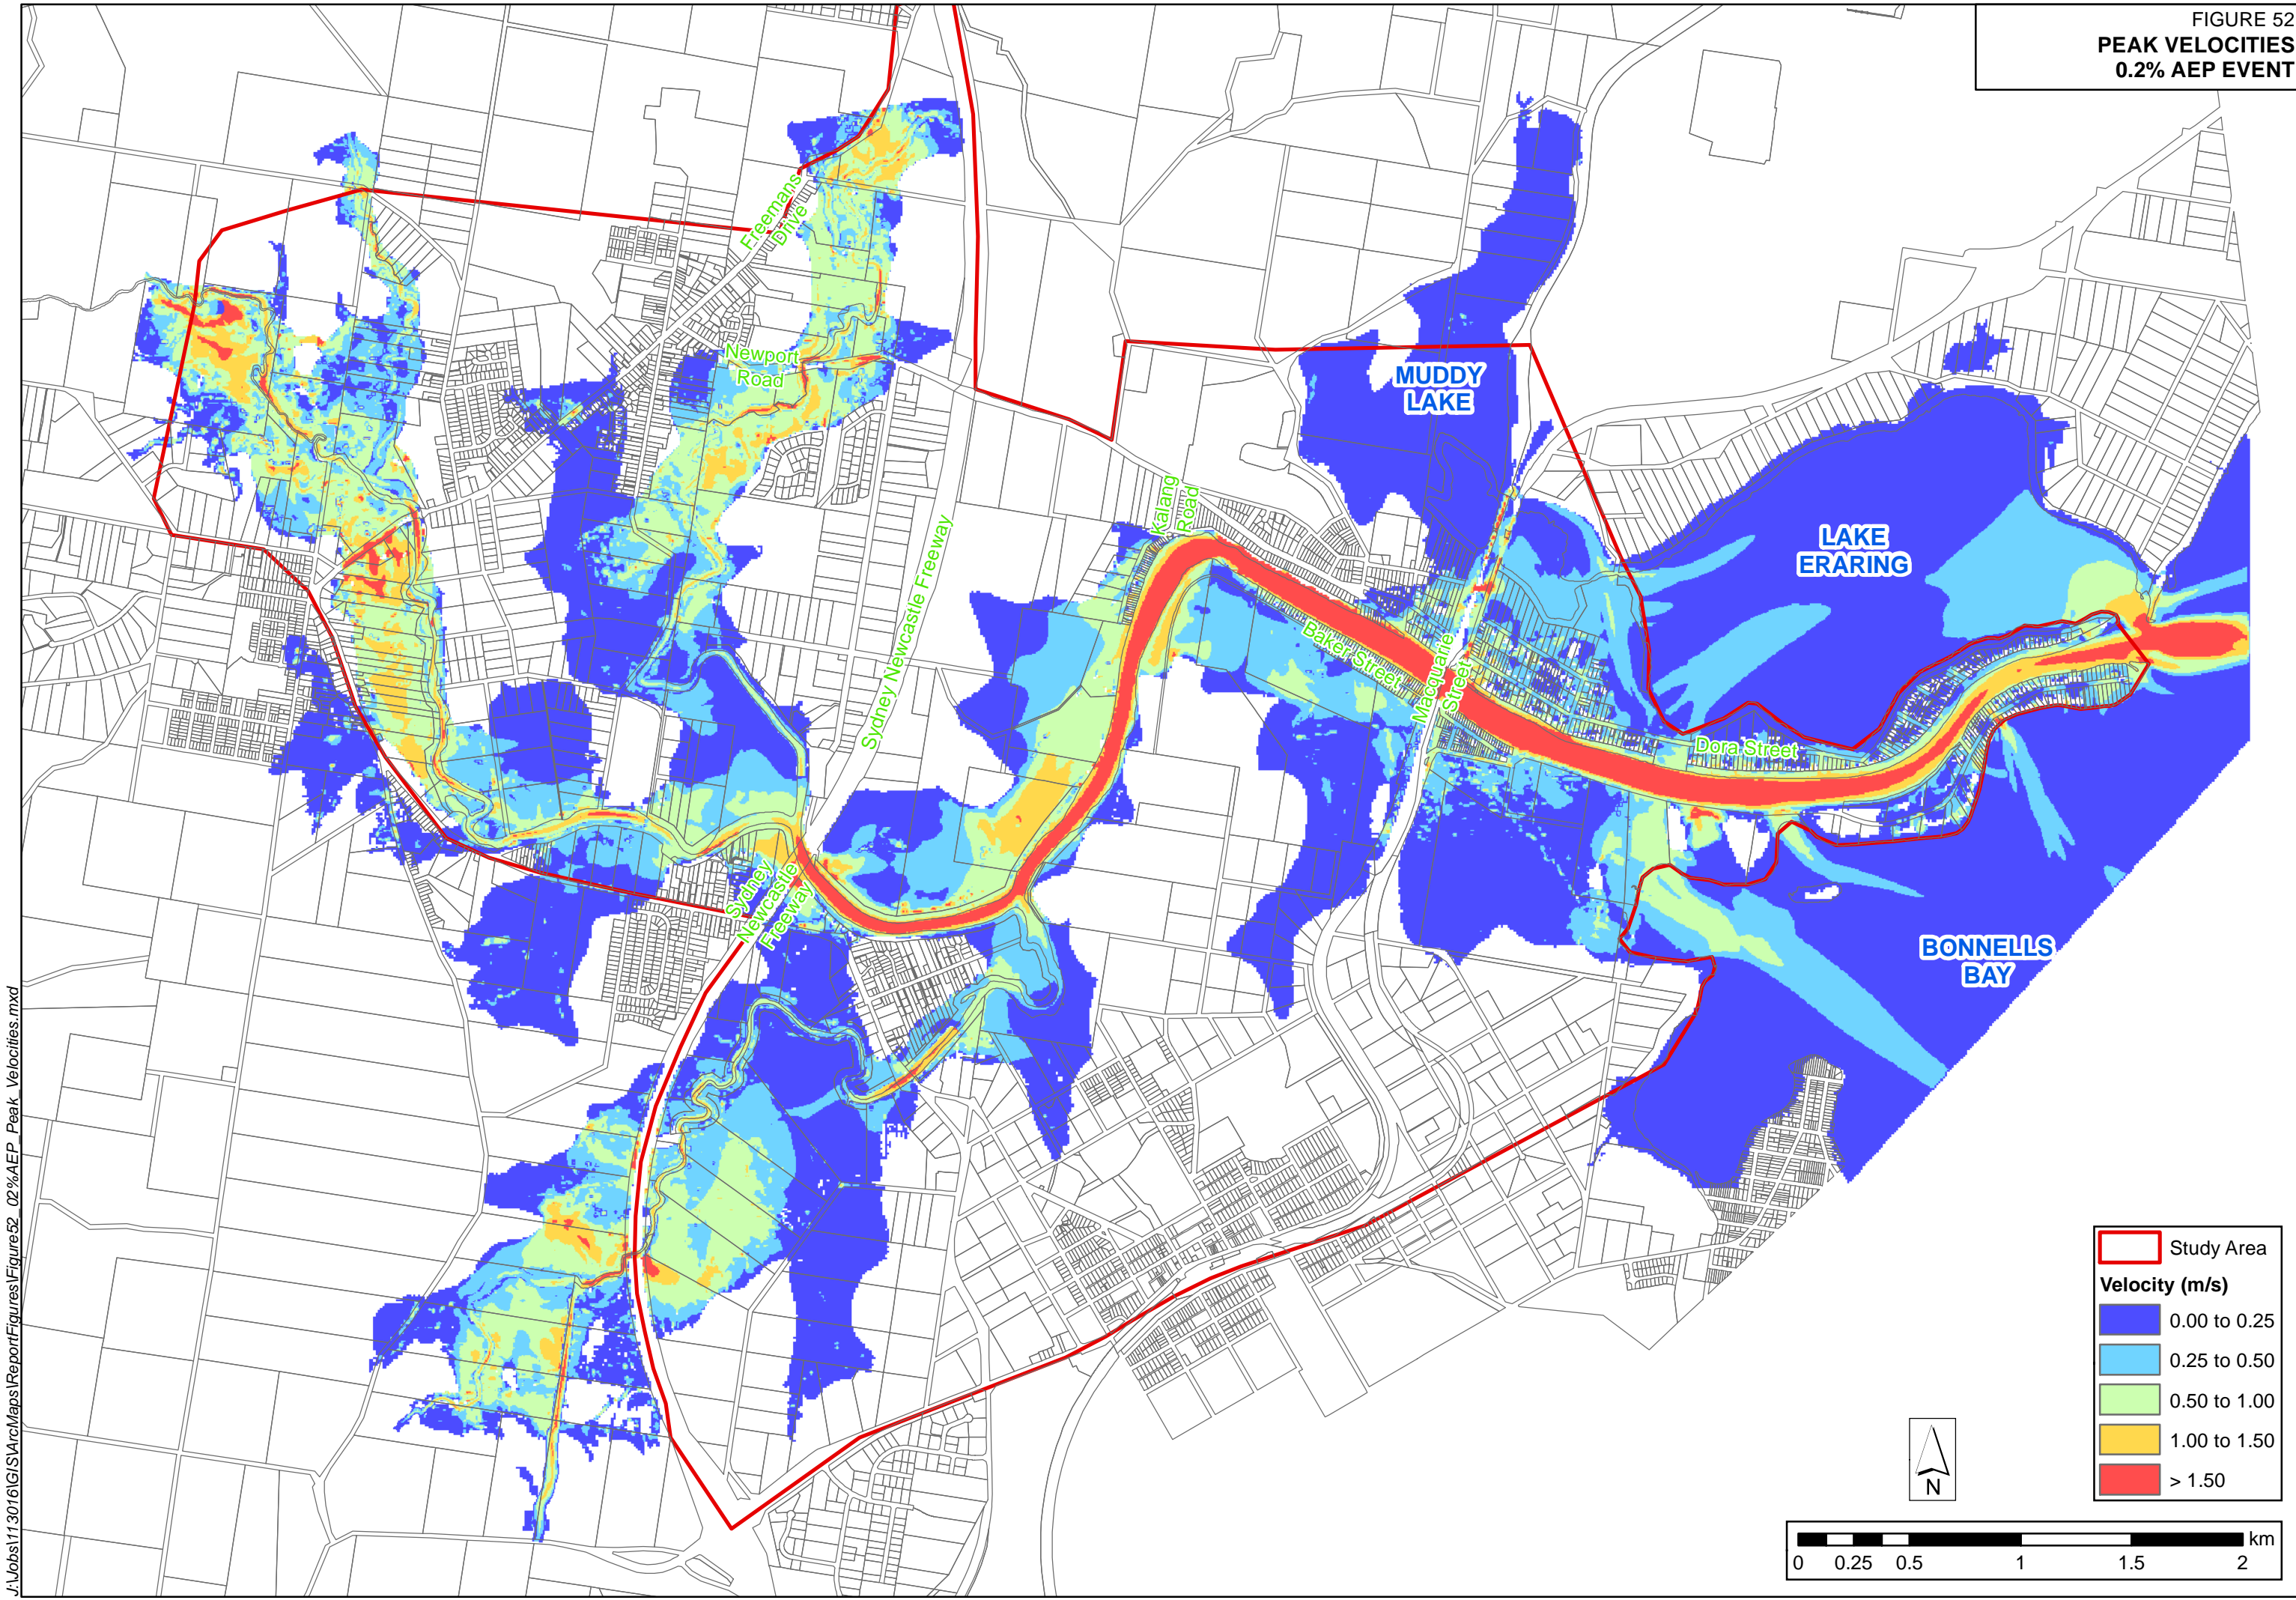 FIGURE 52
PEAK VELOCITIES
0.2% AEP EVENT
Freemans
Drive
Newport
Road
MUDDY
LAKE
Kalang
Road
LAKE
ERARING
Sydney Newcastle Freeway
Baker Street
Macquarie
Street
Dora Street
Sydney
Newcastle
Freeway
BONNELLS
BAY
J:\Jobs\113016\GIS\ArcMaps\ReportFigures\Figure52_02%AEP_Peak_Velocities.mxd
Study Area
Velocity (m/s)
0.00 to 0.25
0.25 to 0.50
0.50 to 1.00
1.00 to 1.50
> 1.50
N
km
0 0.25 0.5 1 1.5 2